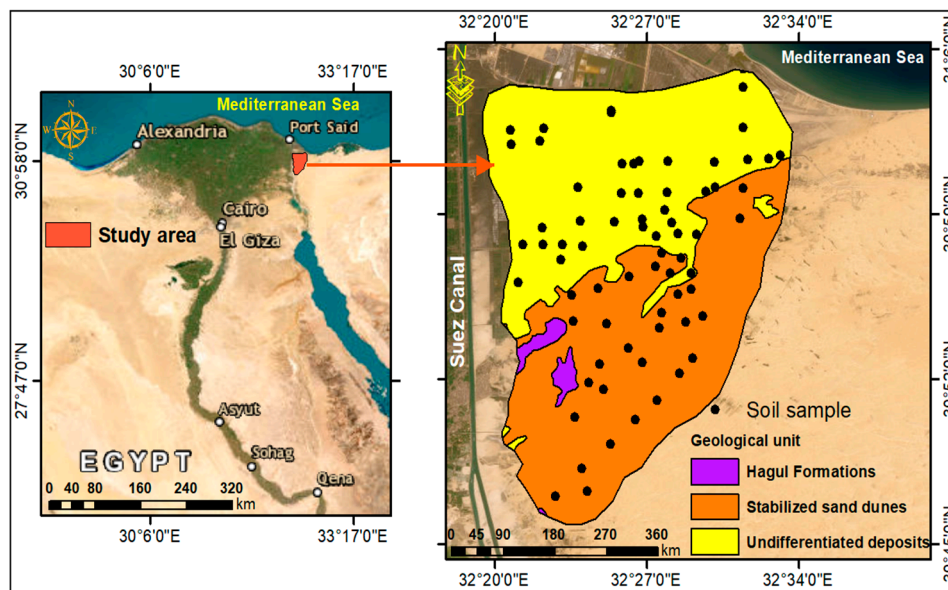 30°6'0"E
33°17'0"E
Mediterranean Sea
N
W
E
S
Alexandria
Port Said
Cairo
El Giza
Study area
Asyut
Sohag
Qena
EGYPT
0 40 80 160 240 320
km
30°58'0"N
27°47'0"N
30°6'0"E
33°17'0"E
32°20'0"E
32°27'0"E
32°34'0"E
Mediterranean Sea
N
Suez Canal
Soil sample
Geological unit
Hagul Formations
Stabilized sand dunes
Undifferentiated deposits
0 45 90 180 270 360
km
32°20'0"E
32°27'0"E
32°34'0"E